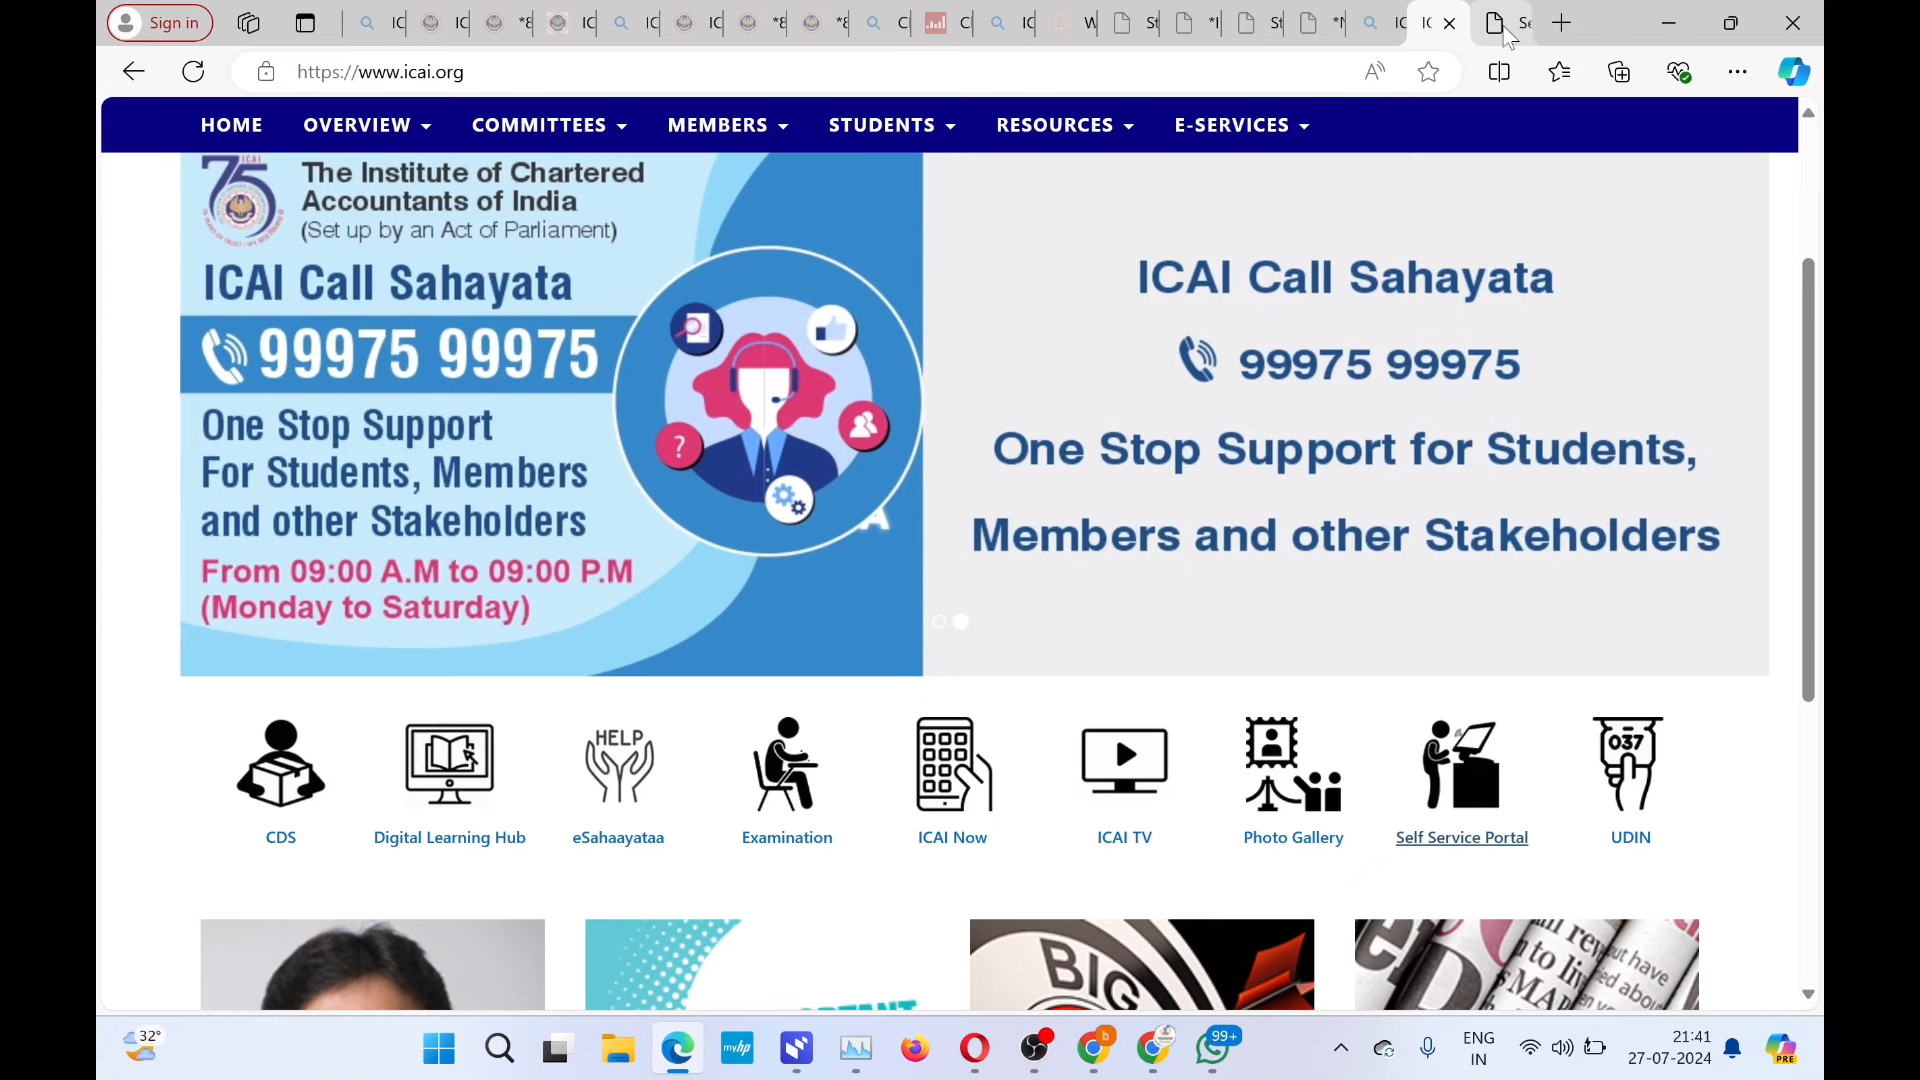 Sign in
https://www.icai.org
HOME OVERVIEW COMMITTEES MEMBERS STUDENTS RESOURCES E-SERVICES
75
ICAI
The Institute of Chartered
Accountants of India
(Set up by an Act of Parliament)
ICAI Call Sahayata
99975 99975
One Stop Support
For Students, Members
and other Stakeholders
From 09:00 A.M to 09:00 P.M
(Monday to Saturday)
?
ICAI Call Sahayata
99975 99975
One Stop Support for Students,
Members and other Stakeholders
HELP
037
CDS
Digital Learning Hub
eSahaayataa
Examination
ICAI Now
ICAI TV
Photo Gallery
Self Service Portal
UDIN
BIG
32°
myhp
99+
ENG
IN
21:41
27-07-2024
PRE